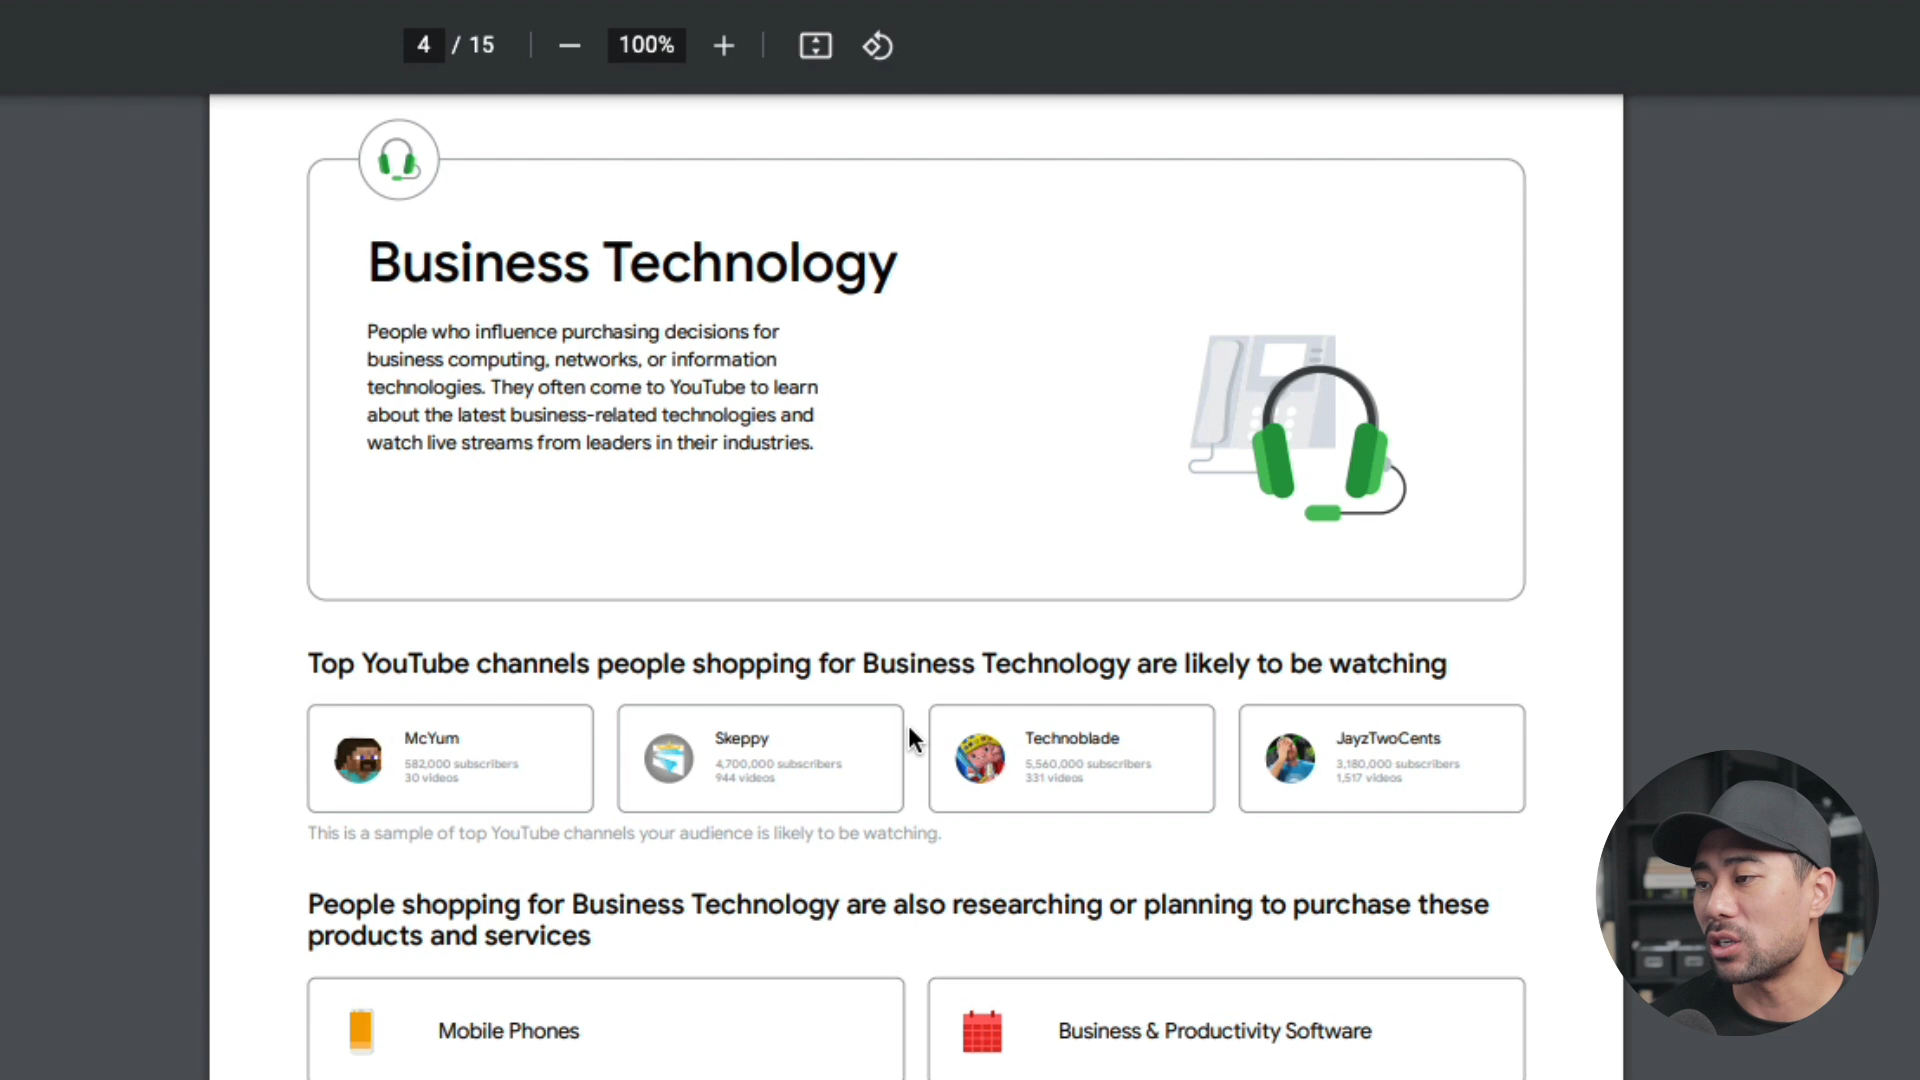 4 / 15 100%
Business Technology
People who influence purchasing decisions for
business computing, networks, or information
technologies. They often come to YouTube to learn
about the latest business-related technologies and
watch live streams from leaders in their industries.
Top YouTube channels people shopping for Business Technology are likely to be watching
McYum
582,000 subscribers
30 videos
Skeppy
4,700,000 subscribers
944 videos
Technoblade
5,560,000 subscribers
331 videos
JayzTwoCents
3,180,000 subscribers
1,517 videos
This is a sample of top YouTube channels your audience is likely to be watching.
People shopping for Business Technology are also researching or planning to purchase these
products and services
Mobile Phones
Business & Productivity Software